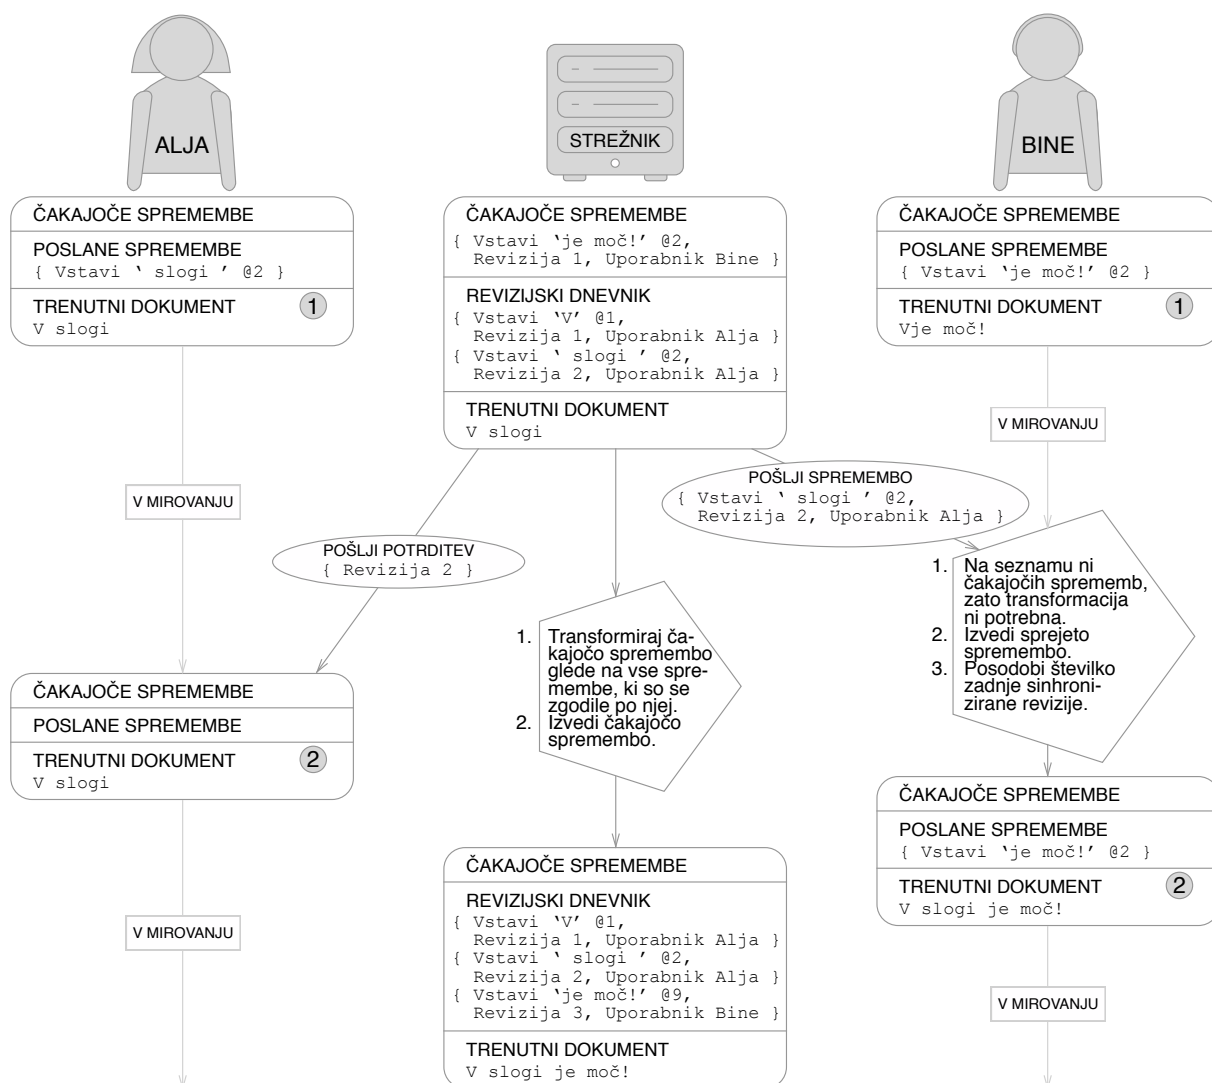 ALJA
STREŽNIK
BINE
ČAKAJOČE SPREMEMBE
POSLANE SPREMEMBE
{ Vstavi ‘ slogi ’ @2 }
TRENUTNI DOKUMENT
1
V slogi
ČAKAJOČE SPREMEMBE
{ Vstavi ‘je moč!’ @2,
Revizija 1, Uporabnik Bine }
REVIZIJSKI DNEVNIK
{ Vstavi ‘V’ @1,
Revizija 1, Uporabnik Alja }
{ Vstavi ‘ slogi ’ @2,
Revizija 2, Uporabnik Alja }
TRENUTNI DOKUMENT
V slogi
ČAKAJOČE SPREMEMBE
POSLANE SPREMEMBE
{ Vstavi ‘je moč!’ @2 }
TRENUTNI DOKUMENT
1
Vje moč!
V MIROVANJU
V MIROVANJU
POŠLJI POTRDITEV
{ Revizija 2 }
POŠLJI SPREMEMBO
{ Vstavi ‘ slogi ’ @2,
Revizija 2, Uporabnik Alja }
1. Transformiraj ča-
kajočo spremembo
glede na vse spre-
membe, ki so se
zgodile po njej.
2. Izvedi čakajočo
spremembo.
1. Na seznamu ni
čakajočih sprememb,
zato transformacija
ni potrebna.
2. Izvedi sprejeto
spremembo.
3. Posodobi številko
zadnje sinhroni-
zirane revizije.
ČAKAJOČE SPREMEMBE
POSLANE SPREMEMBE
TRENUTNI DOKUMENT
2
V slogi
V MIROVANJU
ČAKAJOČE SPREMEMBE
REVIZIJSKI DNEVNIK
{ Vstavi ‘V’ @1,
Revizija 1, Uporabnik Alja }
{ Vstavi ‘ slogi ’ @2,
Revizija 2, Uporabnik Alja }
{ Vstavi ‘je moč!’ @9,
Revizija 3, Uporabnik Bine }
TRENUTNI DOKUMENT
V slogi je moč!
ČAKAJOČE SPREMEMBE
POSLANE SPREMEMBE
{ Vstavi ‘je moč!’ @2 }
TRENUTNI DOKUMENT
2
V slogi je moč!
V MIROVANJU